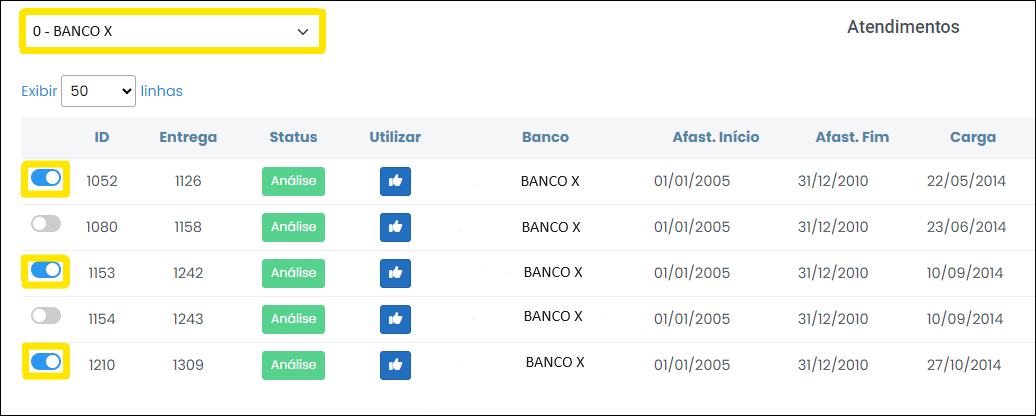 0 - BANCO X
Atendimentos
Exibir 50 linhas
ID Entrega Status Utilizar Banco Afast. Início Afast. Fim Carga
1052 1126 Análise BANCO X 01/01/2005 31/12/2010 22/05/2014
1080 1158 Análise BANCO X 01/01/2005 31/12/2010 23/06/2014
1153 1242 Análise BANCO X 01/01/2005 31/12/2010 10/09/2014
1154 1243 Análise BANCO X 01/01/2005 31/12/2010 10/09/2014
1210 1309 Análise BANCO X 01/01/2005 31/12/2010 27/10/2014